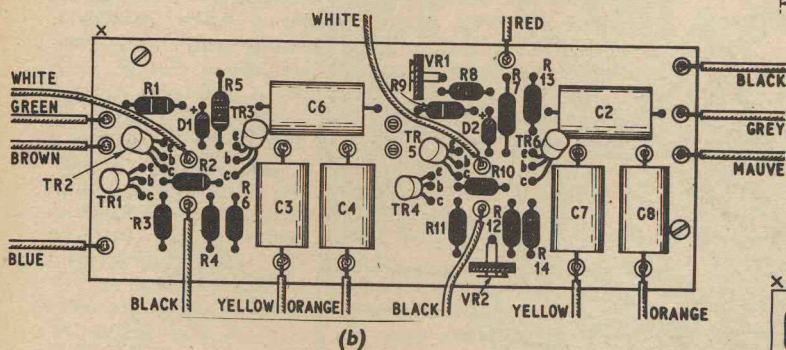 WHITE
RED
X
WHITE
GREEN
BROWN
TR2
TR1
BLUE
R1
R5
D1
+
TR3
C6
R2
e
b
c
e
b
c
e
b
c
R3
R4
R
6
C3
C4
VR1
R9
R8
R
7
R
13
D2
+
TR6
C2
TR
5
TR4
R10
e
b
c
e
b
c
e
b
c
R11
R
12
R
14
VR2
C7
C8
BLACK
GREY
MAUVE
BLACK
YELLOW
ORANGE
BLACK
YELLOW
ORANGE
(b)
X